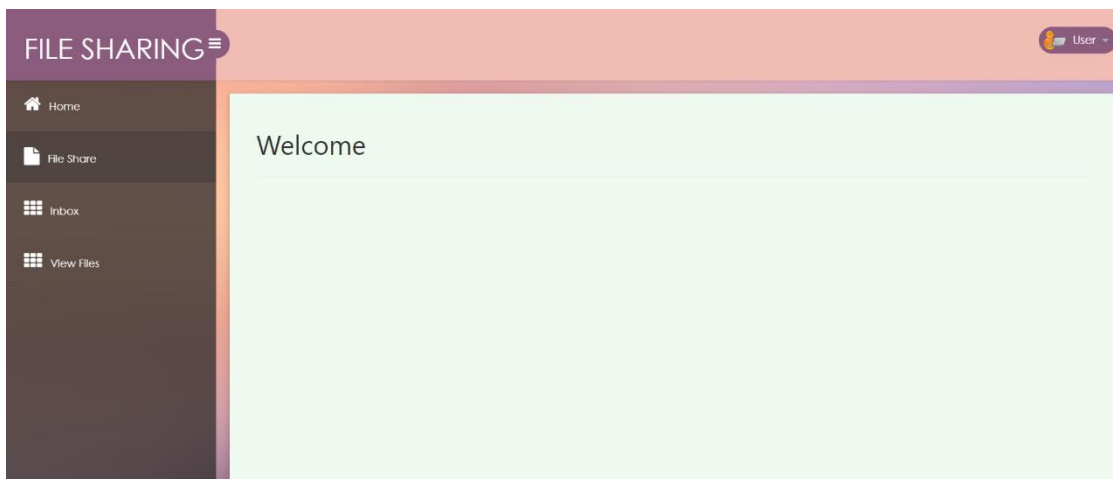 FILE SHARING
User
Home
File Share
Welcome
Inbox
View Files